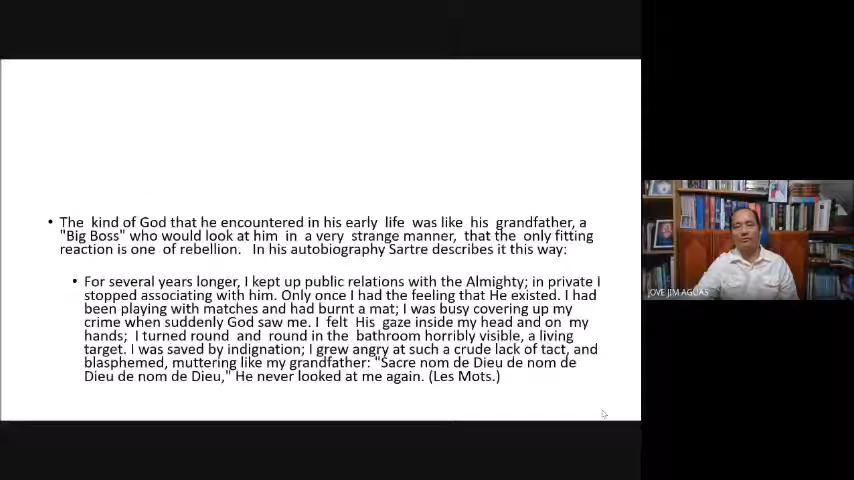 • The kind of God that he encountered in his early life was like his grandfather, a
"Big Boss" who would look at him in a very strange manner, that the only fitting
reaction is one of rebellion. In his autobiography Sartre describes it this way:
• For several years longer, I kept up public relations with the Almighty; in private I
stopped associating with him. Only once I had the feeling that He existed. I had
been playing with matches and had burnt a mat; I was busy covering up my
crime when suddenly God saw me. I felt His gaze inside my head and on my
hands; I turned round and round in the bathroom horribly visible, a living
target. I was saved by indignation; I grew angry at such a crude lack of tact, and
blasphemed, muttering like my grandfather: "Sacre nom de Dieu de nom de
Dieu de nom de Dieu," He never looked at me again. (Les Mots.)
JOVE JIM AGUAS